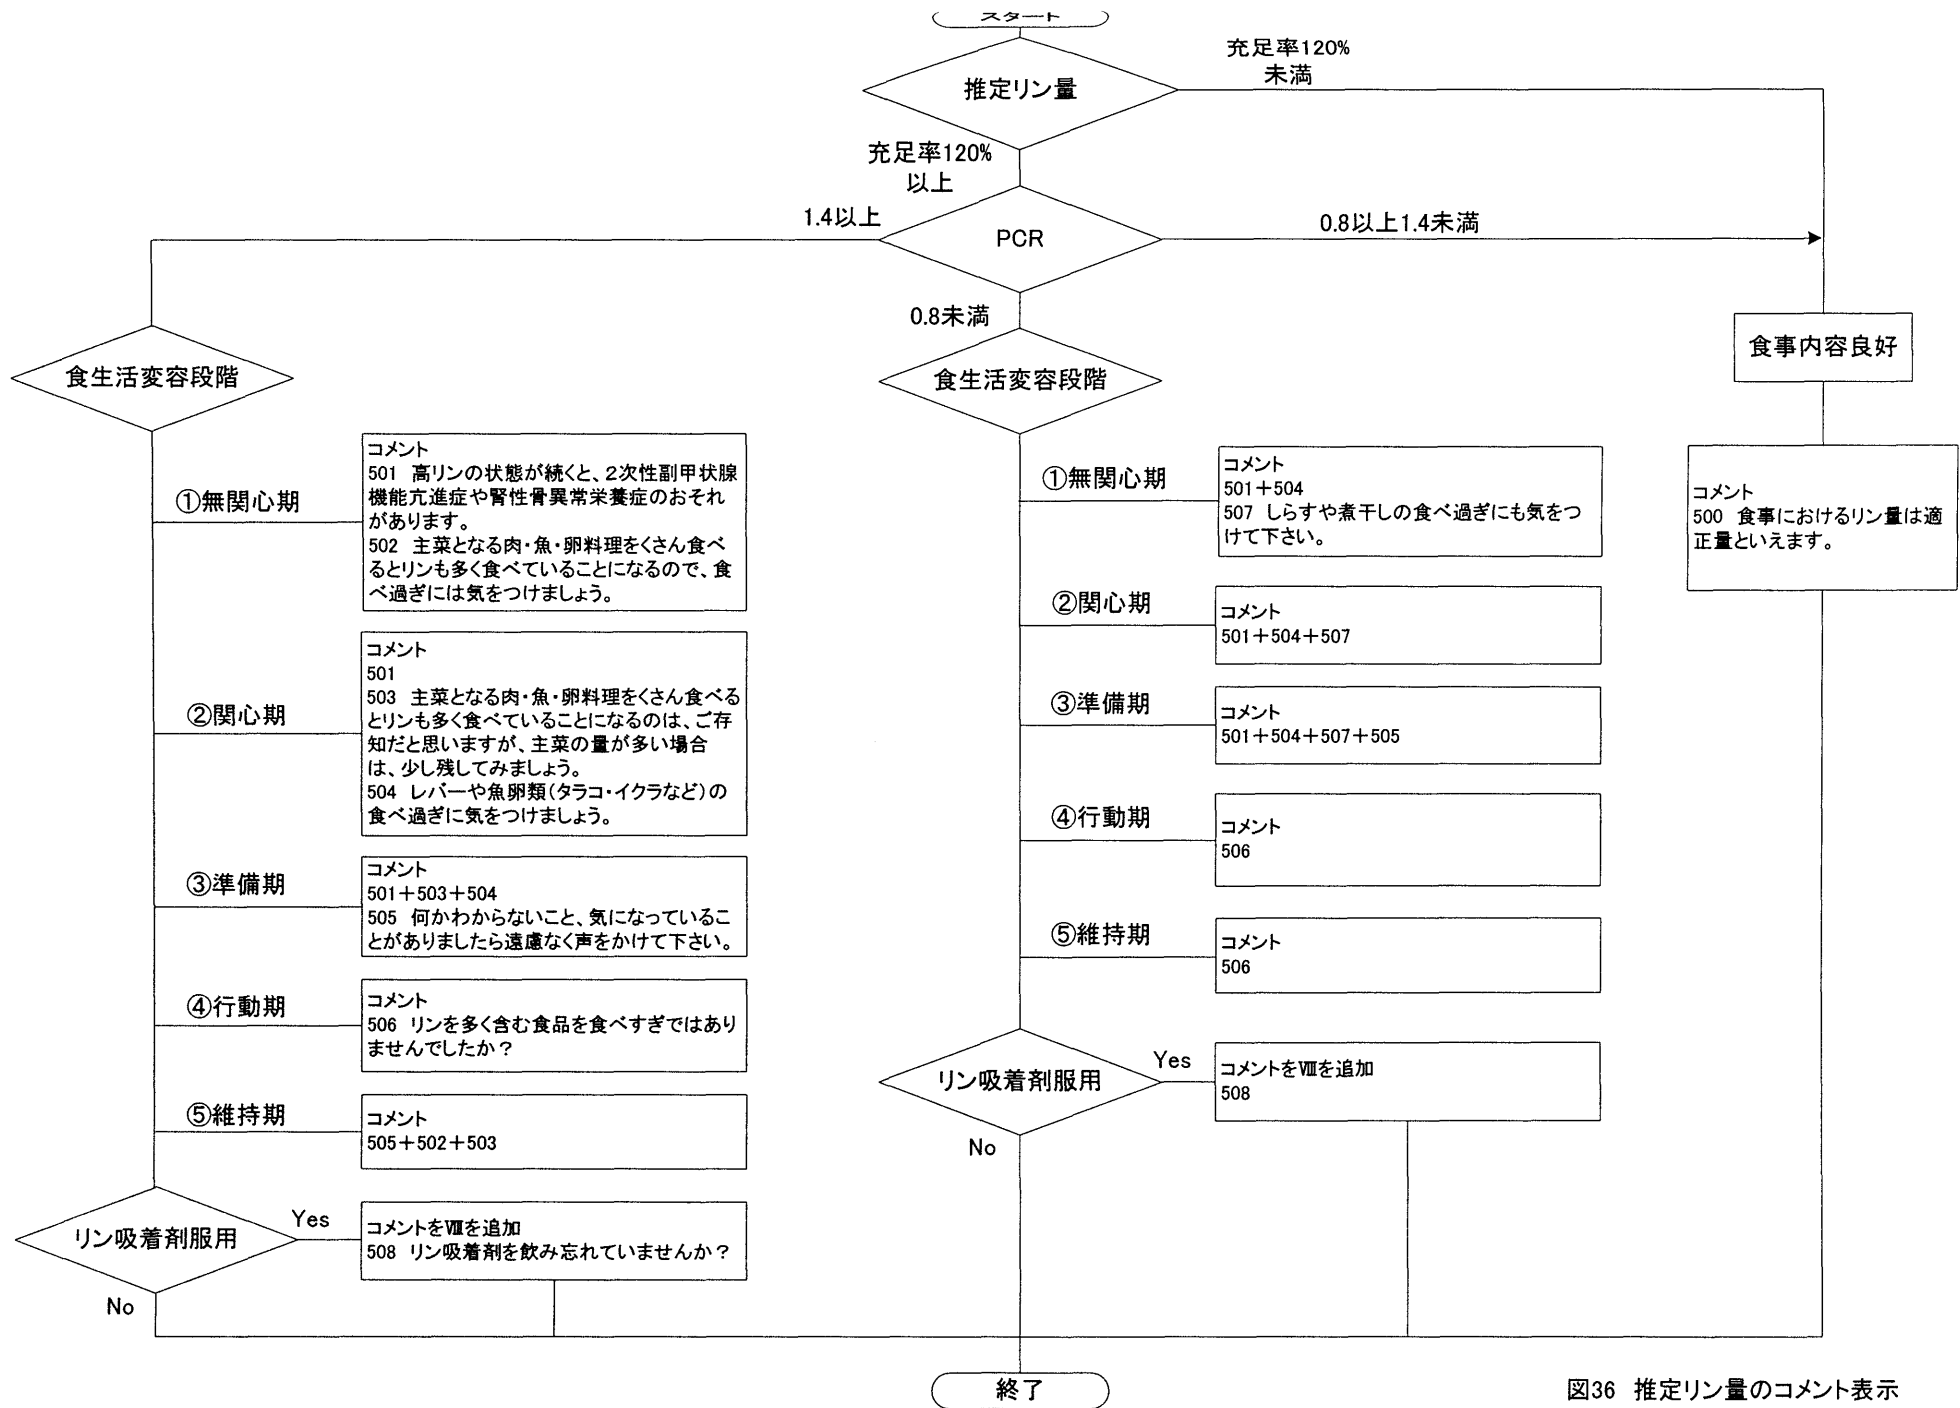 スタート
推定リン量
充足率120%
未満
充足率120%
以上
PCR
1.4以上
0.8以上1.4未満
0.8未満
食生活変容段階
①無関心期
コメント
501 高リンの状態が続くと、2次性副甲状腺
機能亢進症や腎性骨異常栄養症のおそれ
があります。
502 主菜となる肉・魚・卵料理をくさん食べ
るとリンも多く食べていることになるので、食
べ過ぎには気をつけましょう。
②関心期
コメント
501
503 主菜となる肉・魚・卵料理をくさん食べる
とリンも多く食べていることになるのは、ご存
知だと思いますが、主菜の量が多い場合
は、少し残してみましょう。
504 レバーや魚卵類(タラコ・イクラなど)の
食べ過ぎに気をつけましょう。
③準備期
コメント
501+503+504
505 何かわからないこと、気になっているこ
とがありましたら遠慮なく声をかけて下さい。
④行動期
コメント
506 リンを多く含む食品を食べすぎではあり
ませんでしたか?
⑤維持期
コメント
505+502+503
リン吸着剤服用
Yes
コメントをⅧを追加
508 リン吸着剤を飲み忘れていませんか?
No
食生活変容段階
①無関心期
コメント
501+504
507 しらすや煮干しの食べ過ぎにも気をつ
けて下さい。
②関心期
コメント
501+504+507
③準備期
コメント
501+504+507+505
④行動期
コメント
506
⑤維持期
コメント
506
リン吸着剤服用
Yes
コメントをⅧを追加
508
No
食事内容良好
コメント
500 食事におけるリン量は適
正量といえます。
終了
図36 推定リン量のコメント表示